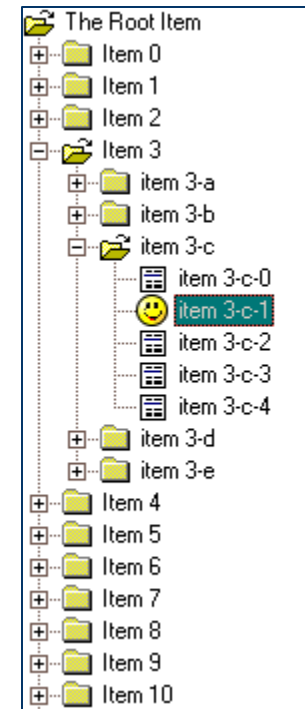 The Root Item
Item 0
Item 1
Item 2
Item 3
item 3-a
item 3-b
item 3-c
item 3-c-0
item 3-c-1
item 3-c-2
item 3-c-3
item 3-c-4
item 3-d
item 3-e
Item 4
Item 5
Item 6
Item 7
Item 8
Item 9
Item 10